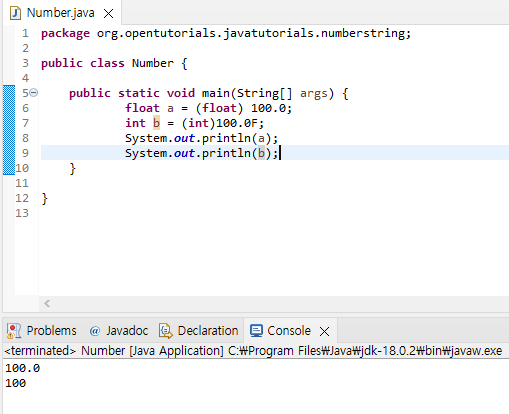 Number.java
1 package org.opentutorials.javatutorials.numberstring;
2
3 public class Number {
4
5 public static void main(String[] args) {
6 float a = (float) 100.0;
7 int b = (int)100.0F;
8 System.out.println(a);
9 System.out.println(b);
10 }
11
12 }
13
Problems @ Javadoc Declaration Console
<terminated> Number [Java Application] C:₩Program Files₩Java₩jdk-18.0.2₩bin₩javaw.exe
100.0
100